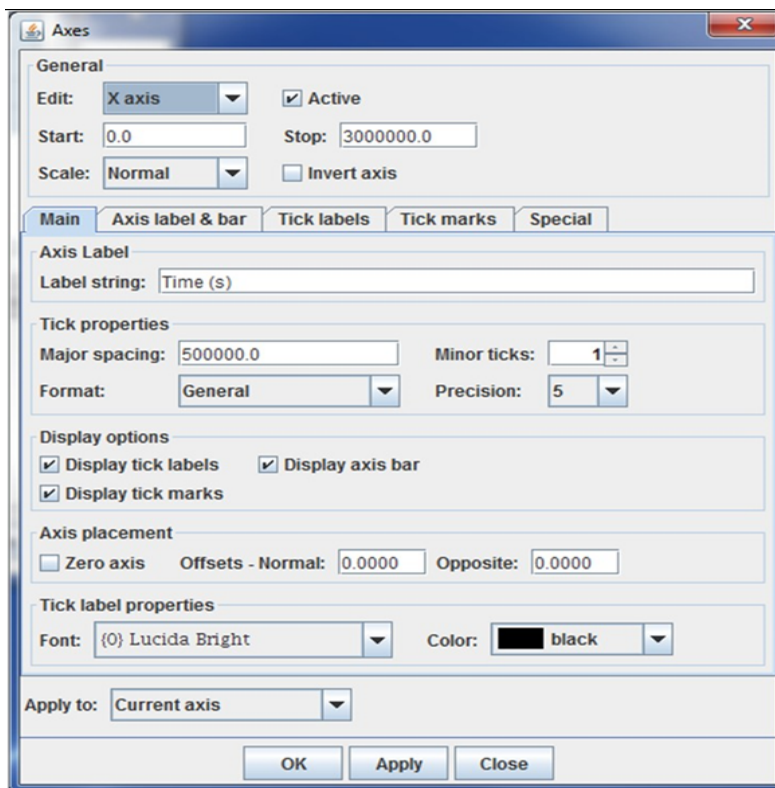 Axes
General
Edit: X axis Active
Start: 0.0 Stop: 3000000.0
Scale: Normal Invert axis
Main Axis label & bar Tick labels Tick marks Special
Axis Label
Label string: Time (s)
Tick properties
Major spacing: 500000.0 Minor ticks: 1
Format: General Precision: 5
Display options
Display tick labels Display axis bar
Display tick marks
Axis placement
Zero axis Offsets - Normal: 0.0000 Opposite: 0.0000
Tick label properties
Font: {0} Lucida Bright Color: black
Apply to: Current axis
OK Apply Close